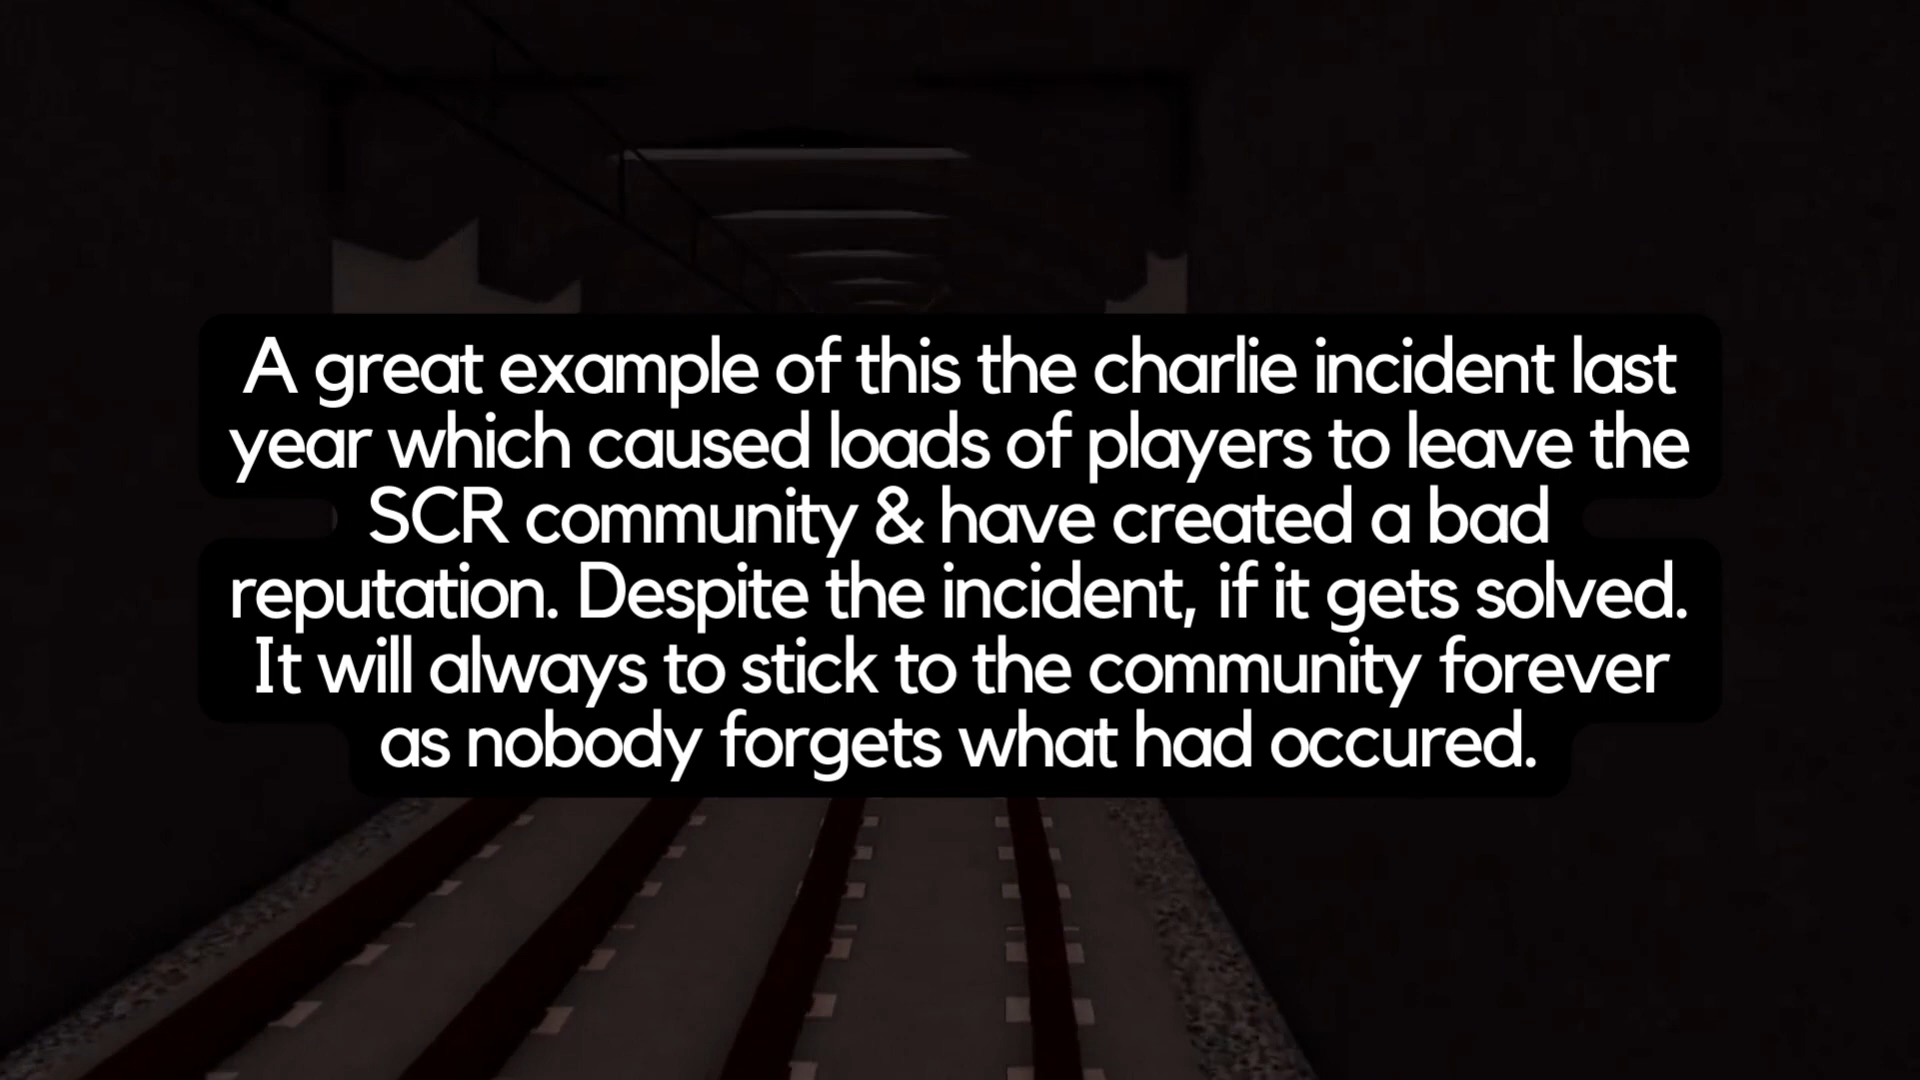 A great example of this the charlie incident last
year which caused loads of players to leave the
SCR community & have created a bad
reputation. Despite the incident, if it gets solved.
It will always to stick to the community forever
as nobody forgets what had occured.